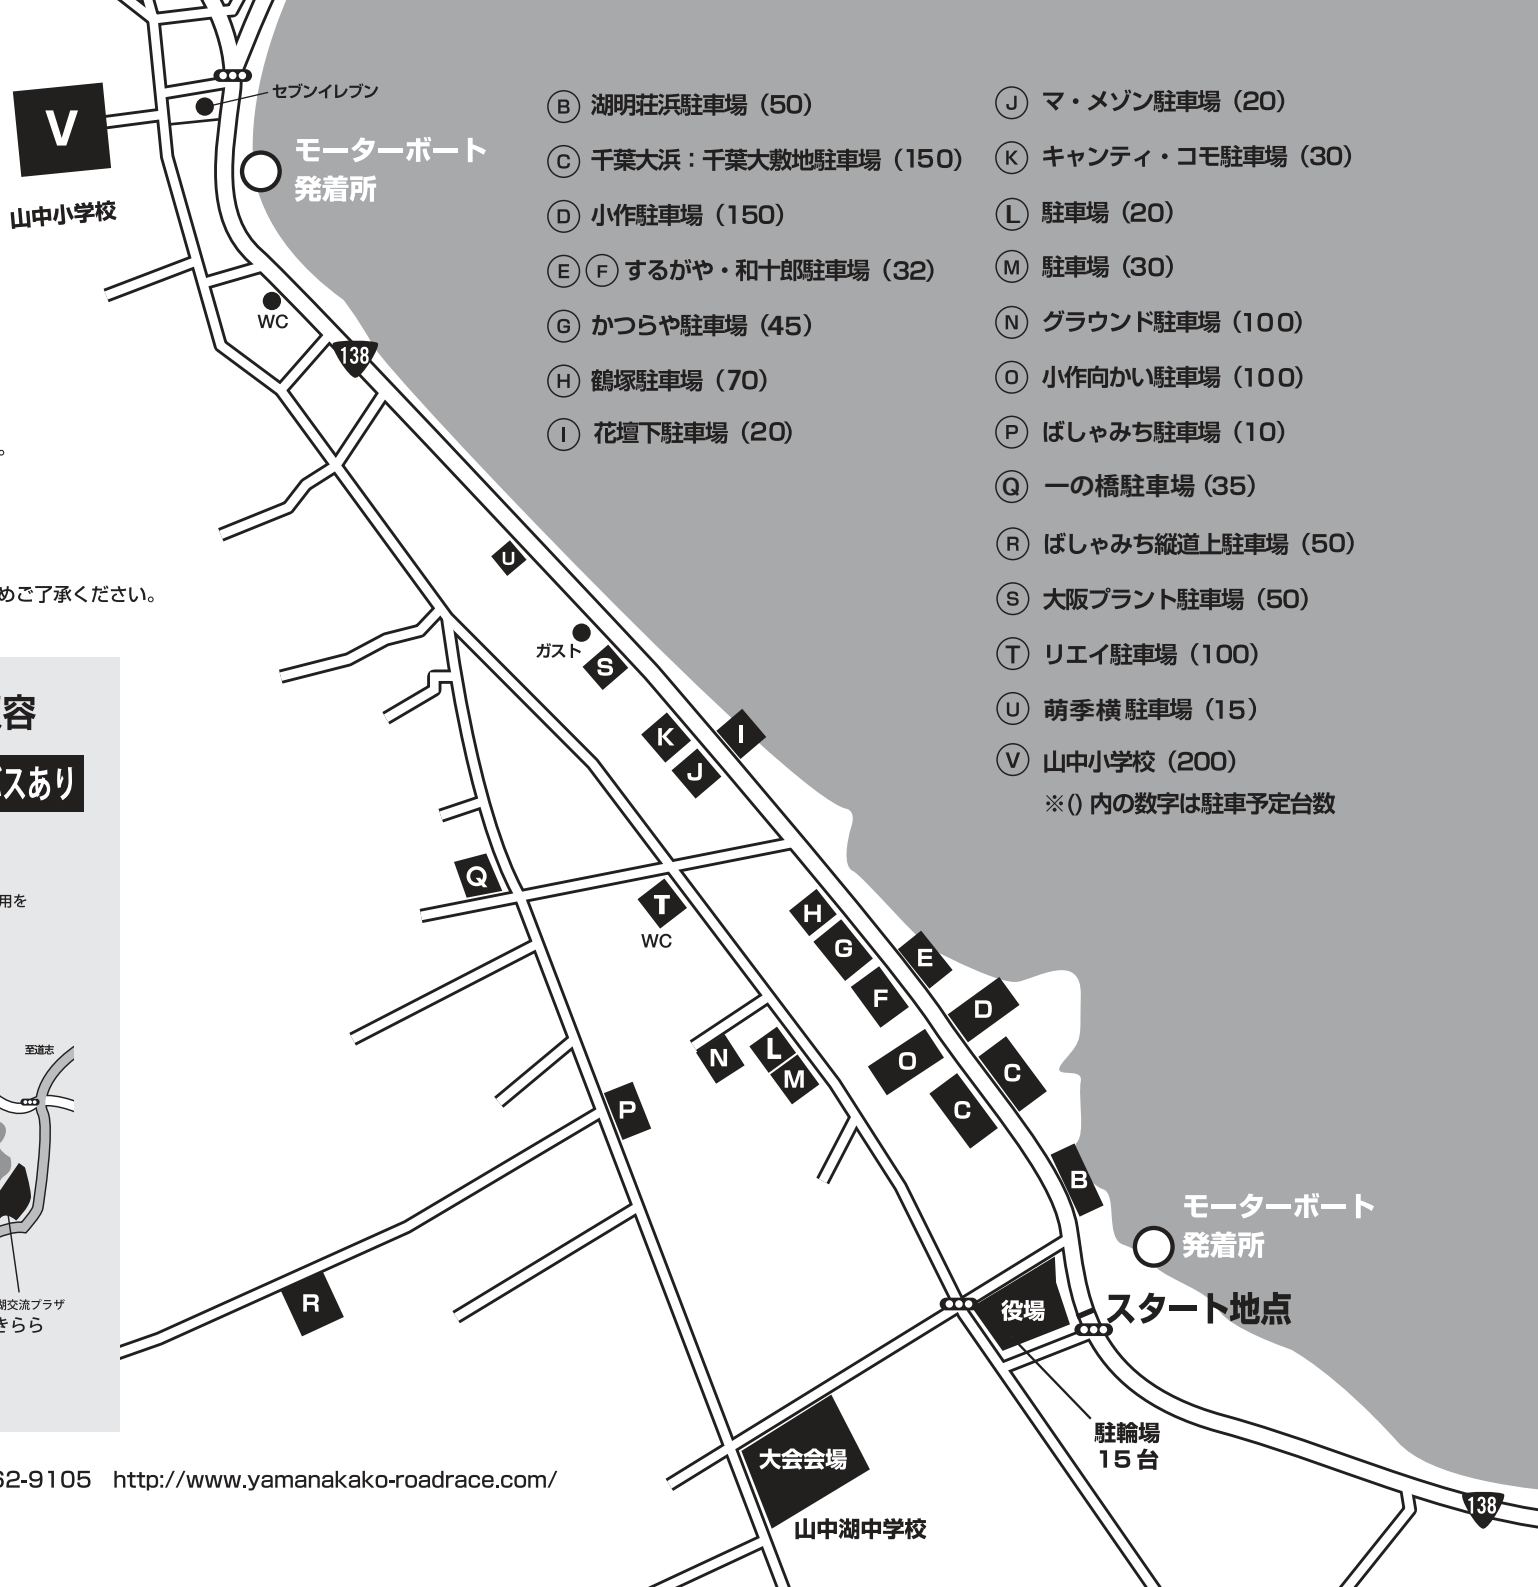 セブンイレブン
V
モーターボート
発着所
山中小学校
WC
138
B 湖明荘浜駐車場（50）
C 千葉大浜：千葉大敷地駐車場（150）
D 小作駐車場（150）
E F するがや・和十郎駐車場（32）
G かつらや駐車場（45）
H 鶴塚駐車場（70）
I 花壇下駐車場（20）
J マ・メゾン駐車場（20）
K キャンティ・コモ駐車場（30）
L 駐車場（20）
M 駐車場（30）
N グラウンド駐車場（100）
O 小作向かい駐車場（100）
P ばしゃみち駐車場（10）
Q 一の橋駐車場（35）
R ばしゃみち縦道上駐車場（50）
S 大阪プラント駐車場（50）
T リエイ駐車場（100）
U 萌季横駐車場（15）
V 山中小学校（200）
※()内の数字は駐車予定台数
。
めご了承ください。
U
ガスト
S
K
I
J
容
バスあり
用を
Q
T
WC
H
G
E
F
D
N
L
M
O
C
C
P
B
至道志
湖交流プラザ
きらら
R
モーターボート
発着所
役場
スタート地点
駐輪場
15台
大会会場
山中湖中学校
138
62-9105 http://www.yamanakako-roadrace.com/